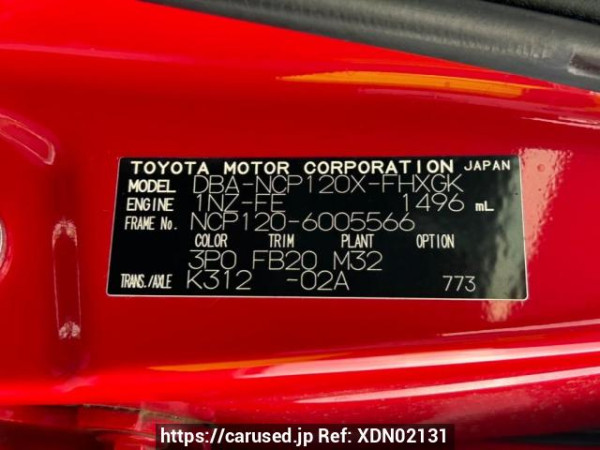 TOYOTA MOTOR CORPORATION JAPAN
MODEL DBA-NCP120X-FHXGK
ENGINE 1NZ-FE 1496 mL
FRAME No. NCP120-6005566
COLOR TRIM PLANT OPTION
3P0 FB20 M32
TRANS./AXLE K312 -02A 773
https://carused.jp Ref: XDN02131